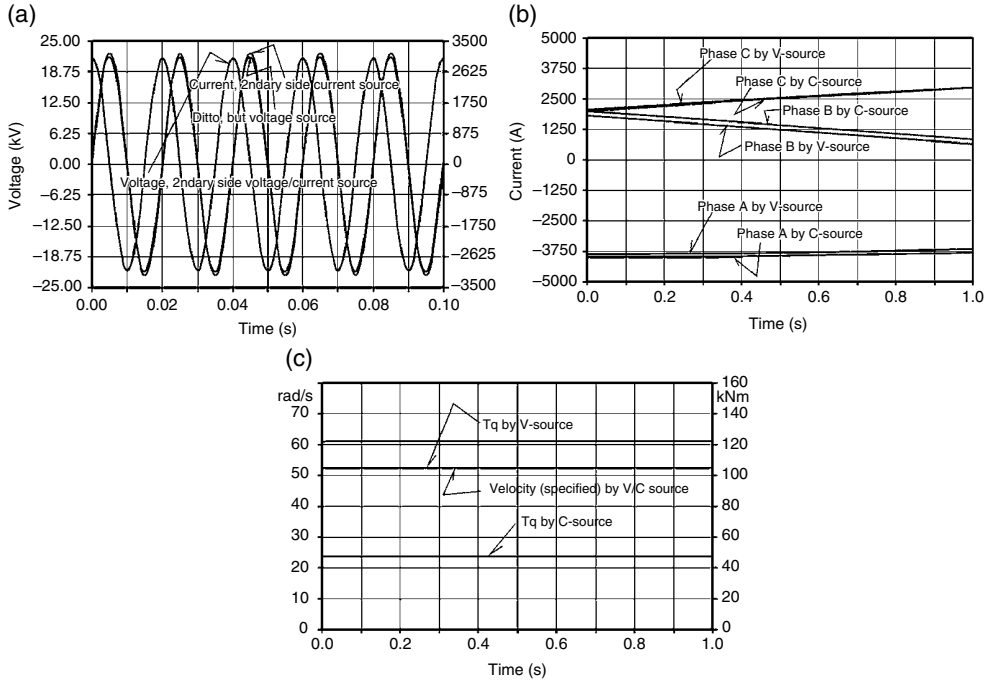 (a)
25.00
18.75
12.50
6.25
0.00
−6.25
−12.50
−18.75
−25.00
Voltage (kV)
3500
2625
1750
875
0
−875
−1750
−2625
−3500
Current, 2ndary side current source
Ditto, but voltage source
Voltage, 2ndary side voltage/current source
0.00 0.02 0.04 0.06 0.08 0.10
Time (s)
(b)
5000
3750
2500
1250
0
−1250
−2500
−3750
−5000
Current (A)
Phase C by V-source
Phase C by C-source
Phase B by C-source
Phase B by V-source
Phase A by V-source
Phase A by C-source
0.0 0.2 0.4 0.6 0.8 1.0
Time (s)
(c)
rad/s
70
60
50
40
30
20
10
0
160
kNm
140
120
100
80
60
40
20
0
Tq by V-source
Velocity (specified) by V/C source
Tq by C-source
0.0 0.2 0.4 0.6 0.8 1.0
Time (s)